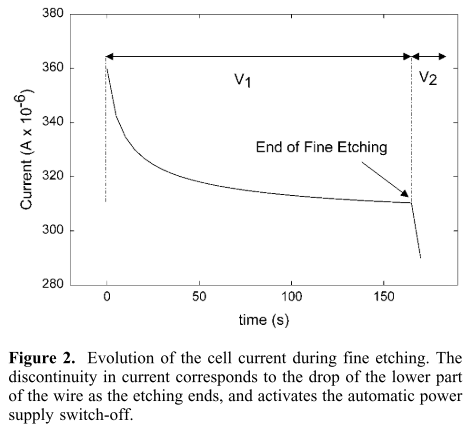 380
360
340
320
300
280
Current (A x 10-6)
V1
V2
End of Fine Etching
0
50
100
150
time (s)
Figure 2. Evolution of the cell current during fine etching. The
discontinuity in current corresponds to the drop of the lower part
of the wire as the etching ends, and activates the automatic power
supply switch-off.